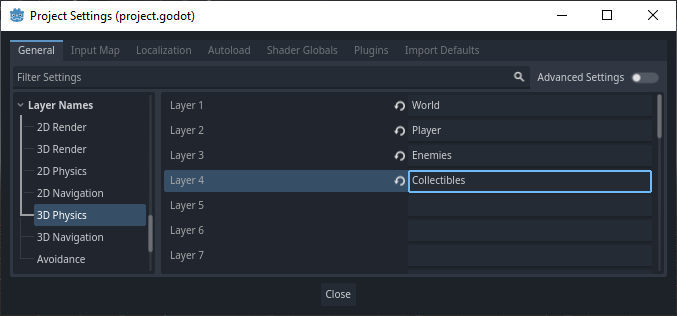 Project Settings (project.godot)
General Input Map Localization Autoload Shader Globals Plugins Import Defaults
Filter Settings Advanced Settings
Layer Names
2D Render
3D Render
2D Physics
2D Navigation
3D Physics
3D Navigation
Avoidance
Layer 1 World
Layer 2 Player
Layer 3 Enemies
Layer 4 Collectibles
Layer 5
Layer 6
Layer 7
Close